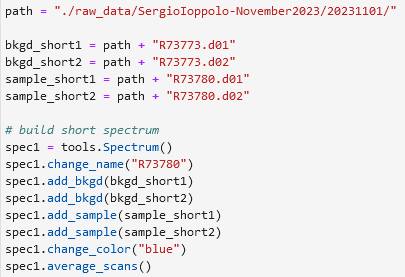 path = "./raw_data/SergioIoppolo-November2023/20231101/"
bkgd_short1 = path + "R73773.d01"
bkgd_short2 = path + "R73773.d02"
sample_short1 = path + "R73780.d01"
sample_short2 = path + "R73780.d02"
# build short spectrum
spec1 = tools.Spectrum()
spec1.change_name("R73780")
spec1.add_bkgd(bkgd_short1)
spec1.add_bkgd(bkgd_short2)
spec1.add_sample(sample_short1)
spec1.add_sample(sample_short2)
spec1.change_color("blue")
spec1.average_scans()